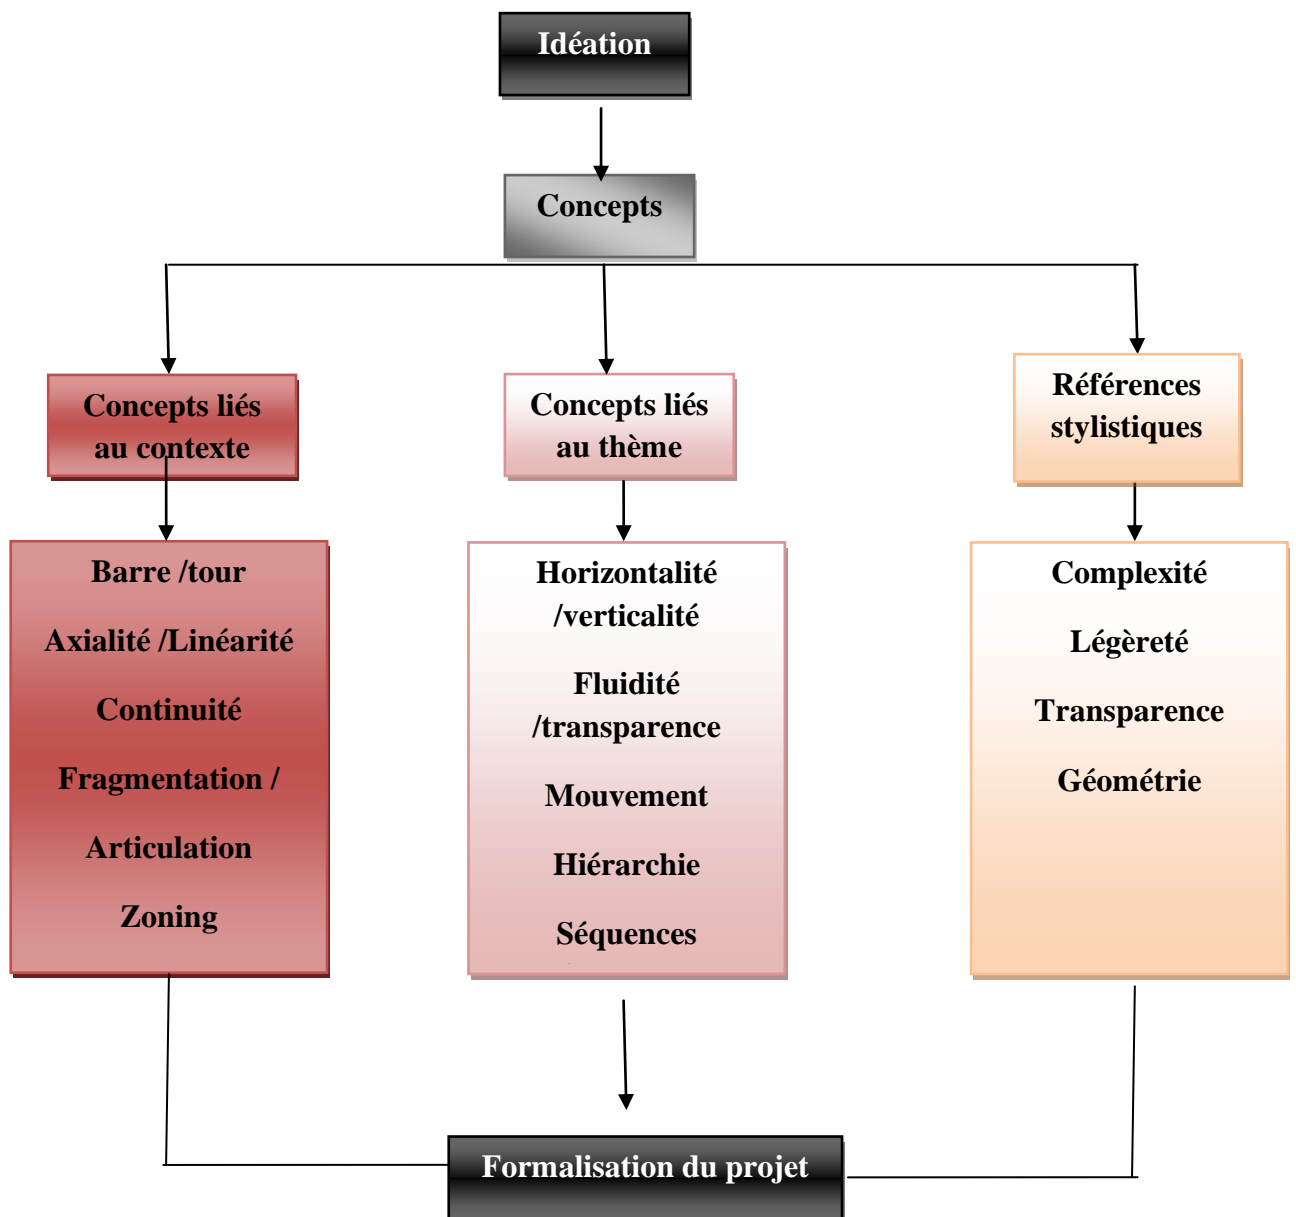 Idéation
Concepts
Concepts liés
au contexte
Concepts liés
au thème
Références
stylistiques
Barre /tour
Axialité /Linéarité
Continuité
Fragmentation /
Articulation
Zoning
Horizontalité
/verticalité
Fluidité
/transparence
Mouvement
Hiérarchie
Séquences
Complexité
Légèreté
Transparence
Géométrie
Formalisation du projet